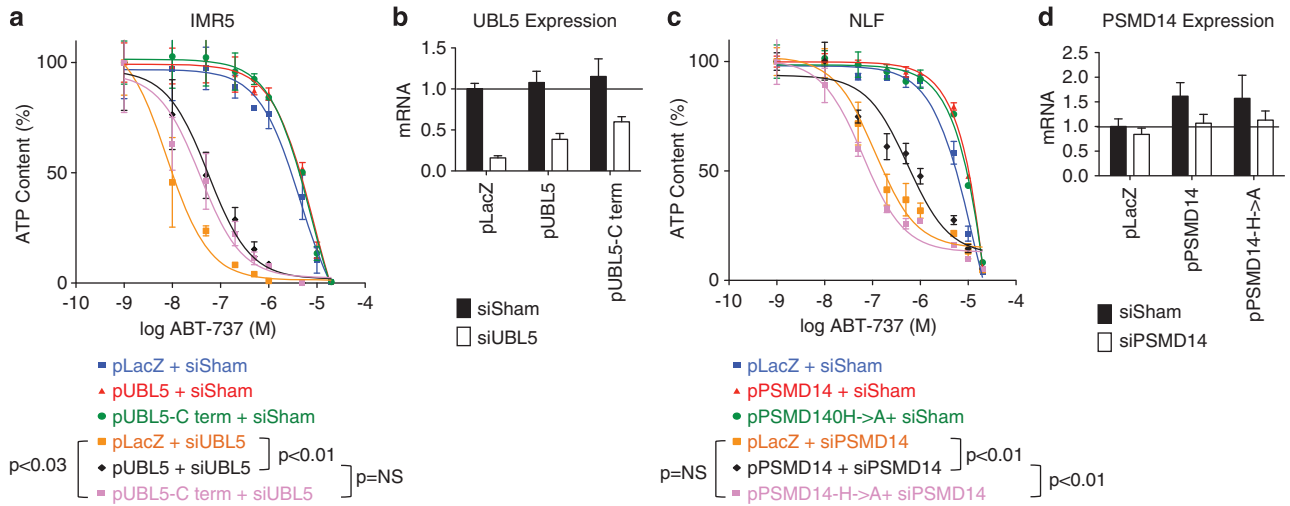 a
IMR5
ATP Content (%)
100
50
0
-10 -9 -8 -7 -6 -5 -4
log ABT-737 (M)
pLacZ + siSham
pUBL5 + siSham
pUBL5-C term + siSham
pLacZ + siUBL5
pUBL5 + siUBL5
pUBL5-C term + siUBL5
p<0.03
p<0.01
p=NS
b
UBL5 Expression
mRNA
1.5
1.0
0.5
0.0
pLacZ
pUBL5
pUBL5-C term
siSham
siUBL5
c
NLF
ATP Content (%)
100
50
0
-10 -9 -8 -7 -6 -5 -4
log ABT-737 (M)
pLacZ + siSham
pPSMD14 + siSham
pPSMD140H->A+ siSham
pLacZ + siPSMD14
pPSMD14 + siPSMD14
pPSMD14-H->A+ siPSMD14
p=NS
p<0.01
p<0.01
d
PSMD14 Expression
mRNA
2.5
2.0
1.5
1.0
0.5
0.0
pLacZ
pPSMD14
pPSMD14-H->A
siSham
siPSMD14